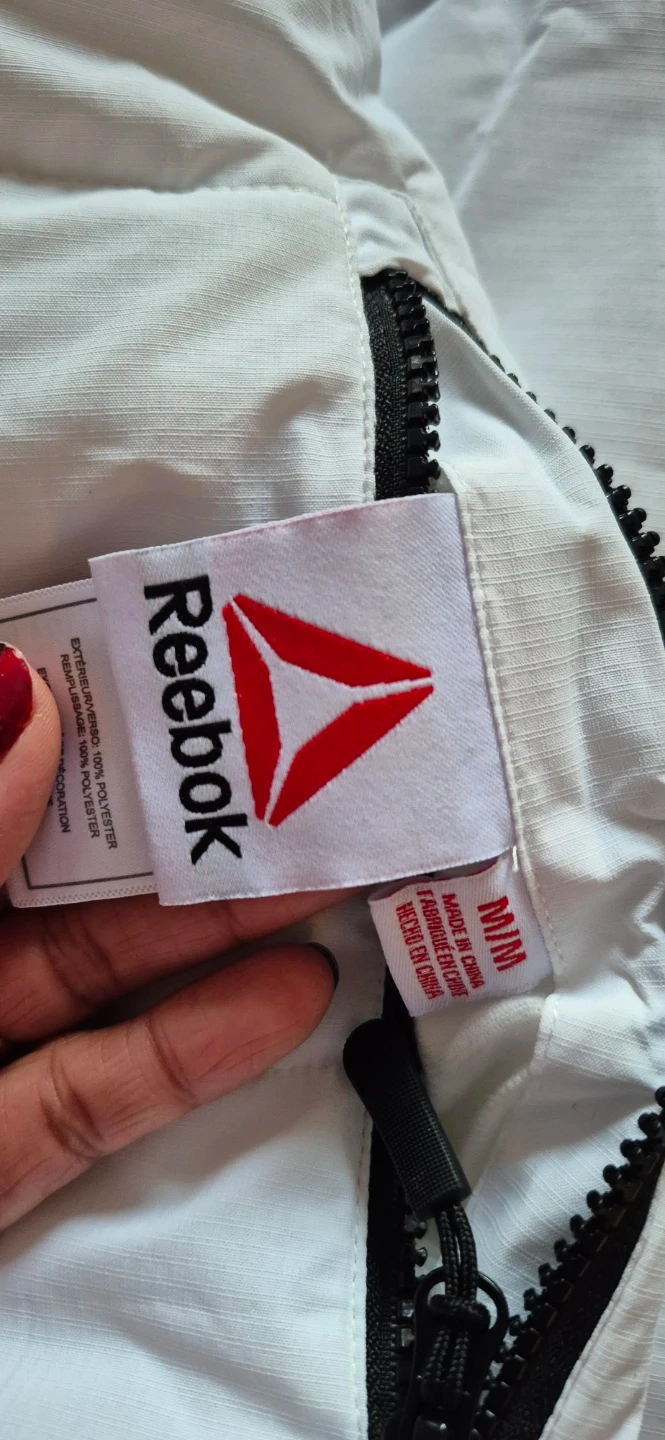 Reebok
M/M
MADE IN CHINA
FABRIQUÉ EN CHINE
HECHO EN CHINA
EXTÉRIEUR/VERSO: 100% POLYESTER
REMPLISSAGE: 100% POLYESTER
DÉCORATION